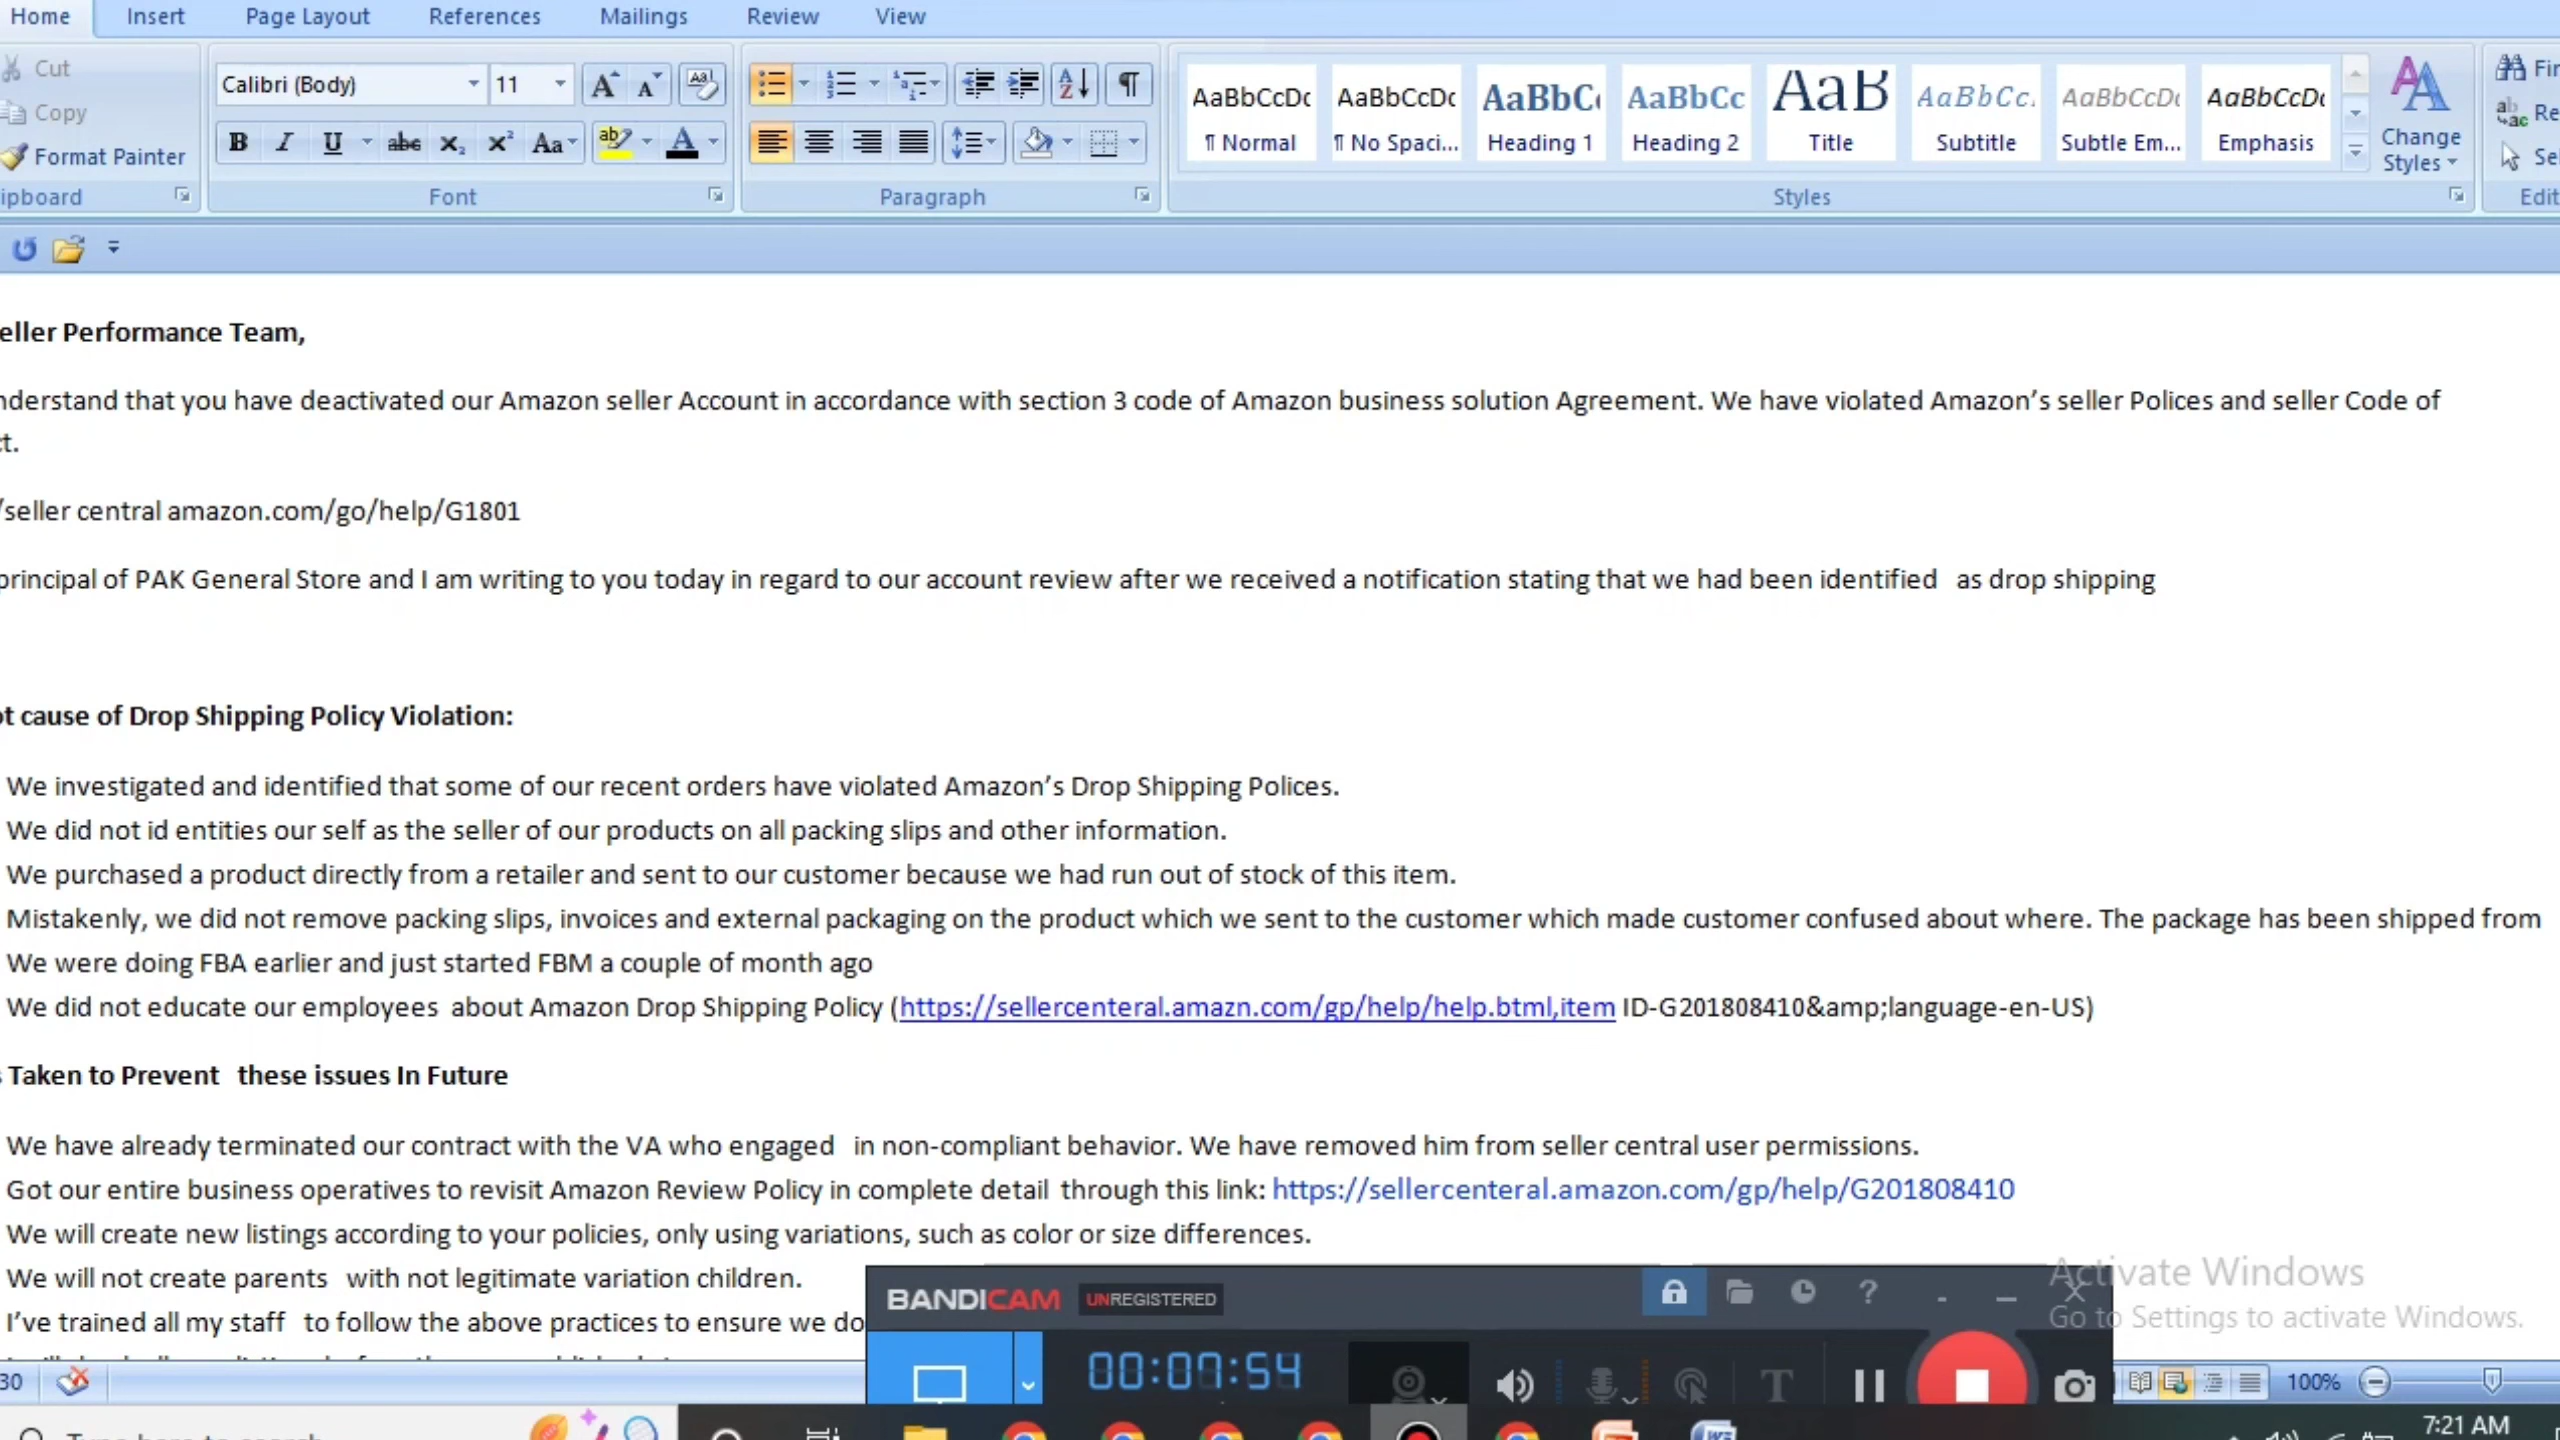 Home Insert Page Layout References Mailings Review View
Cut
Copy
Format Painter
Calibri (Body) 11
AaBbCcDc AaBbCcDc AaBbC AaBbCc AaB AaBbCc. AaBbCcDc AaBbCcDc
¶ Normal ¶ No Spaci... Heading 1 Heading 2 Title Subtitle Subtle Em... Emphasis
Change Styles
ipboard Font Paragraph Styles Edit
eller Performance Team,
nderstand that you have deactivated our Amazon seller Account in accordance with section 3 code of Amazon business solution Agreement. We have violated Amazon’s seller Polices and seller Code of
ct.
/seller central amazon.com/go/help/G1801
principal of PAK General Store and I am writing to you today in regard to our account review after we received a notification stating that we had been identified as drop shipping
ot cause of Drop Shipping Policy Violation:
We investigated and identified that some of our recent orders have violated Amazon’s Drop Shipping Polices.
We did not id entities our self as the seller of our products on all packing slips and other information.
We purchased a product directly from a retailer and sent to our customer because we had run out of stock of this item.
Mistakenly, we did not remove packing slips, invoices and external packaging on the product which we sent to the customer which made customer confused about where. The package has been shipped from
We were doing FBA earlier and just started FBM a couple of month ago
We did not educate our employees about Amazon Drop Shipping Policy (https://sellercenteral.amazn.com/gp/help/help.btml,item ID-G201808410&amp;language-en-US)
s Taken to Prevent these issues In Future
We have already terminated our contract with the VA who engaged in non-compliant behavior. We have removed him from seller central user permissions.
Got our entire business operatives to revisit Amazon Review Policy in complete detail through this link: https://sellercenteral.amazon.com/gp/help/G201808410
We will create new listings according to your policies, only using variations, such as color or size differences.
We will not create parents with not legitimate variation children.
I’ve trained all my staff to follow the above practices to ensure we do
Activate Windows
Go to Settings to activate Windows.
BANDICAM UNREGISTERED
00:07:54
30 100%
Type here to search
7:21 AM